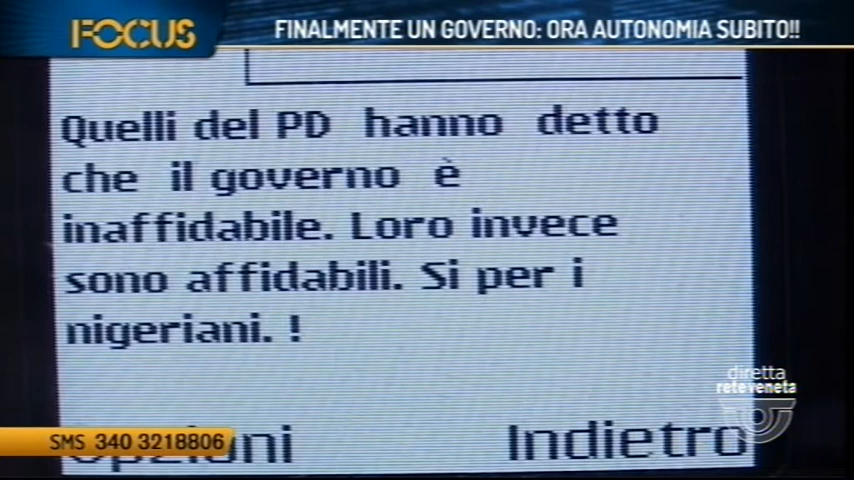 FOCUS
FINALMENTE UN GOVERNO: ORA AUTONOMIA SUBITO!!
Quelli del PD hanno detto
che il governo è
inaffidabile. Loro invece
sono affidabili. Si per i
nigeriani. !
diretta
reteveneta
SMS 340 3218806
Opzioni Indietro